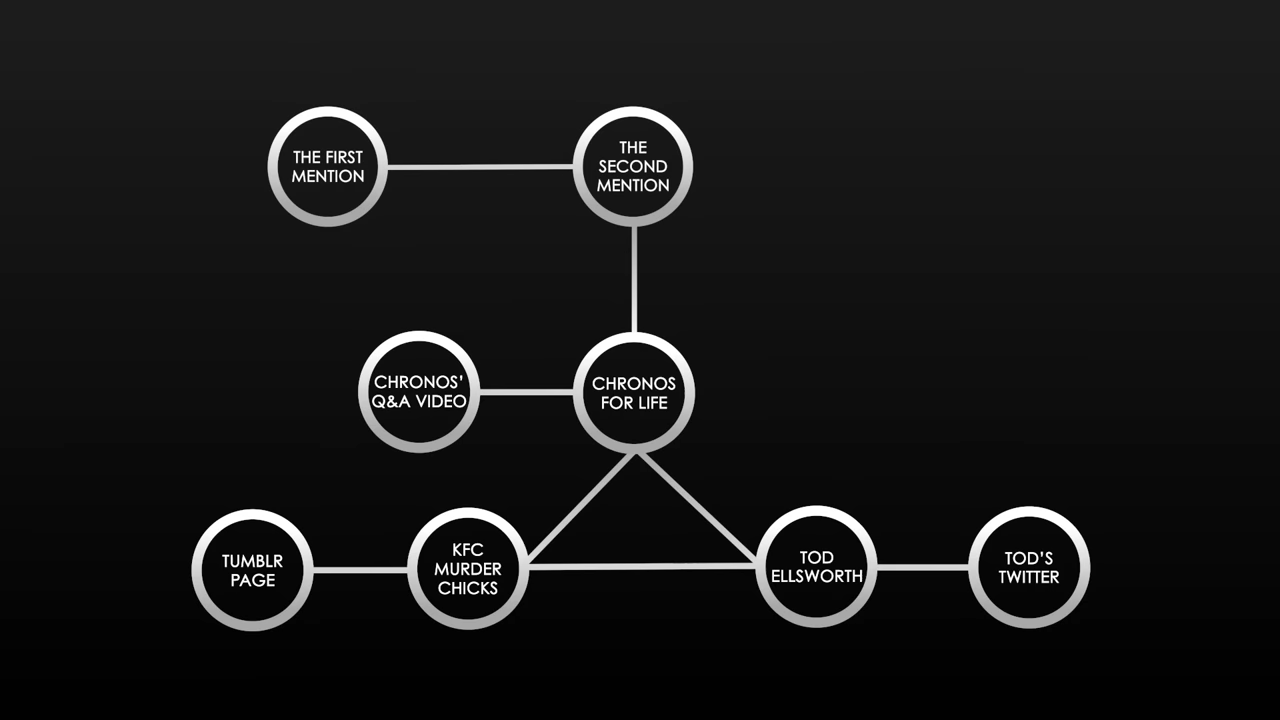 THE FIRST
MENTION
THE
SECOND
MENTION
CHRONOS'
Q&A VIDEO
CHRONOS
FOR LIFE
TUMBLR
PAGE
KFC
MURDER
CHICKS
TOD
ELLSWORTH
TOD'S
TWITTER